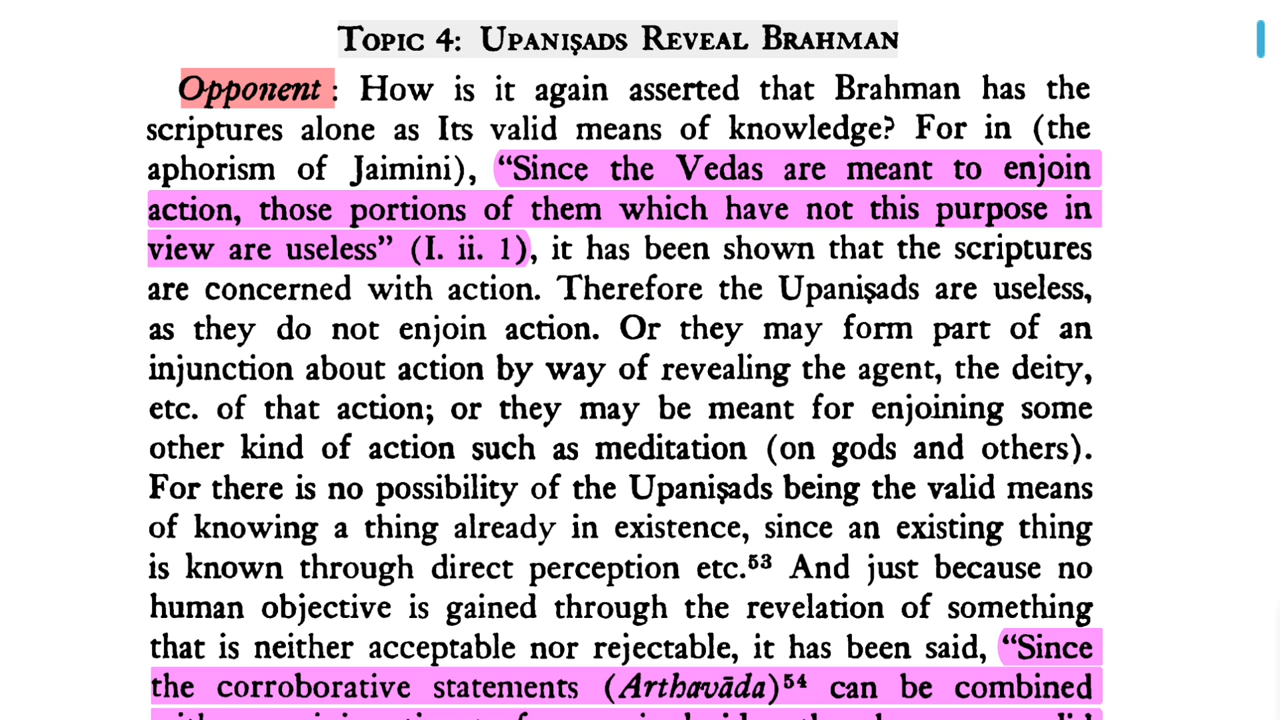 TOPIC 4: UPANIṢADS REVEAL BRAHMAN
Opponent : How is it again asserted that Brahman has the
scriptures alone as Its valid means of knowledge? For in (the
aphorism of Jaimini), “Since the Vedas are meant to enjoin
action, those portions of them which have not this purpose in
view are useless” (I. ii. 1), it has been shown that the scriptures
are concerned with action. Therefore the Upaniṣads are useless,
as they do not enjoin action. Or they may form part of an
injunction about action by way of revealing the agent, the deity,
etc. of that action; or they may be meant for enjoining some
other kind of action such as meditation (on gods and others).
For there is no possibility of the Upaniṣads being the valid means
of knowing a thing already in existence, since an existing thing
is known through direct perception etc.⁵³ And just because no
human objective is gained through the revelation of something
that is neither acceptable nor rejectable, it has been said, “Since
the corroborative statements (Arthavāda)⁵⁴ can be combined